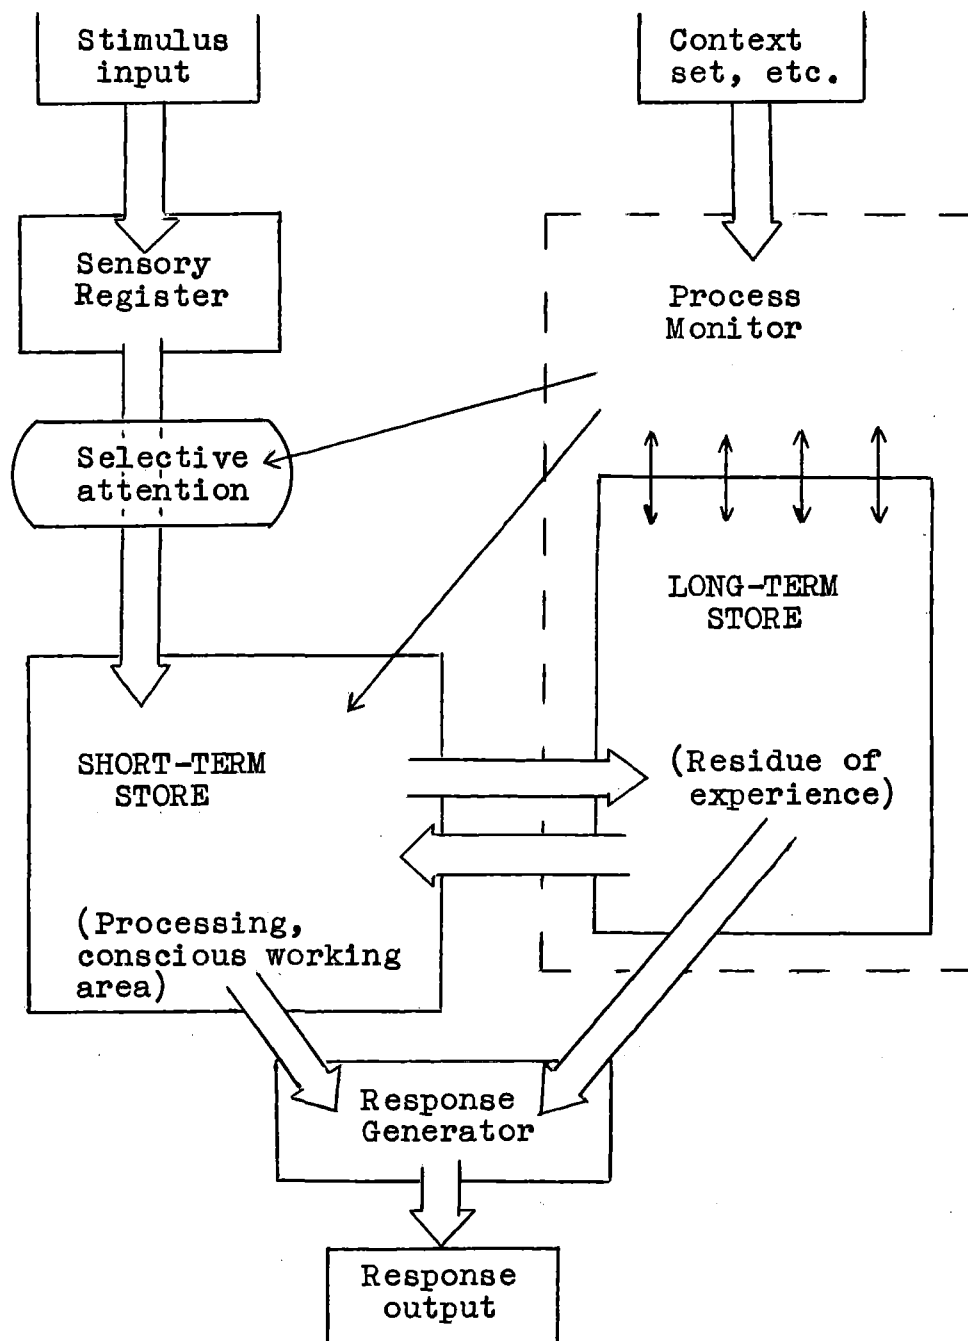 Stimulus
input
Context
set, etc.
Sensory
Register
Process
Monitor
Selective
attention
LONG-TERM
STORE
SHORT-TERM
STORE
(Residue of
experience)
(Processing,
conscious working
area)
Response
Generator
Response
output